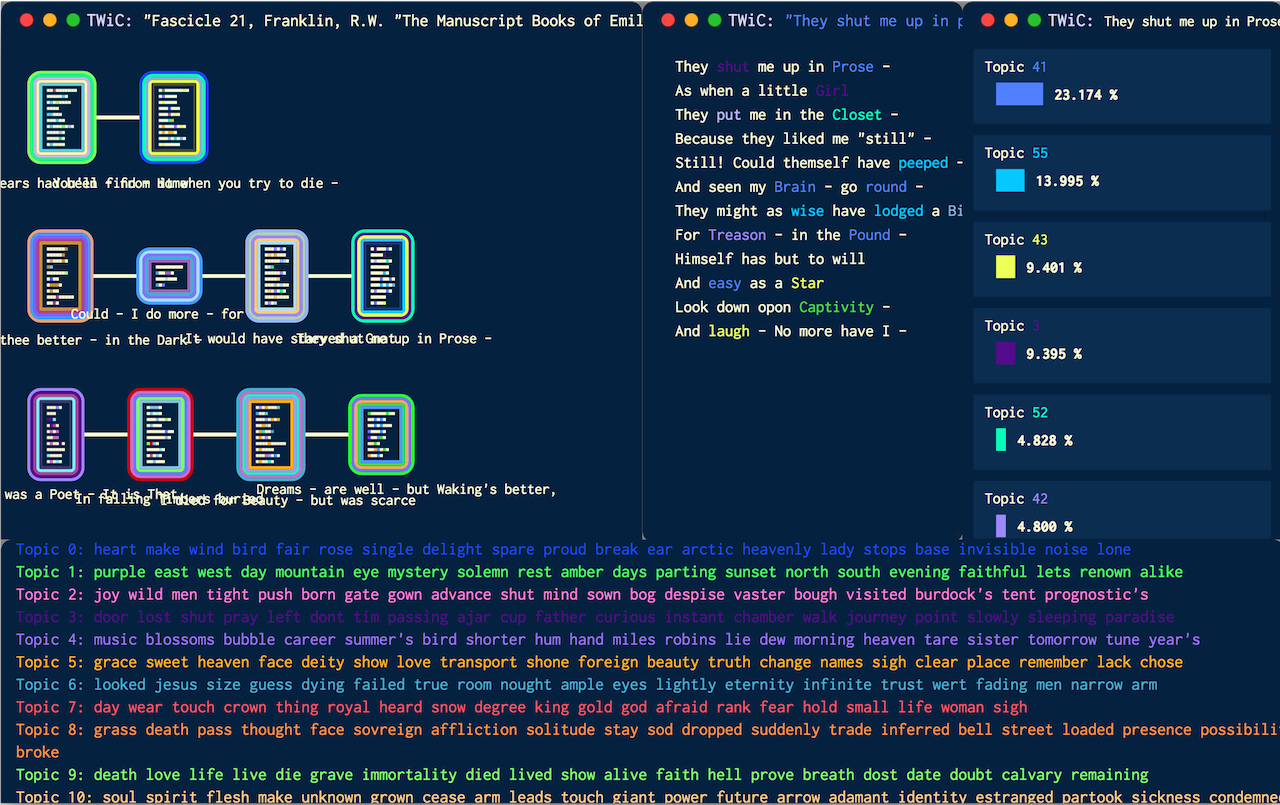 TWiC: "Fascicle 21, Franklin, R.W. "The Manuscript Books of Emil
ears had been - from Home
You'll find - it when you try to die -
Could - I do more - for
thee better - in the Dark -
It would have starved a Gnat -
They shut me up in Prose -
was a Poet - It is That
In falling Timbers buried
I died for Beauty - but was scarce
Dreams - are well - but Waking's better,
TWiC: "They shut me up in p
They shut me up in Prose -
As when a little Girl
They put me in the Closet -
Because they liked me "still" -
Still! Could themself have peeped -
And seen my Brain - go round -
They might as wise have lodged a Bi
For Treason - in the Pound -
Himself has but to will
And easy as a Star
Look down opon Captivity -
And laugh - No more have I -
TWiC: They shut me up in Prose
Topic 41
23.174 %
Topic 55
13.995 %
Topic 43
9.401 %
Topic 3
9.395 %
Topic 52
4.828 %
Topic 42
4.800 %
Topic 0: heart make wind bird fair rose single delight spare proud break ear arctic heavenly lady stops base invisible noise lone
Topic 1: purple east west day mountain eye mystery solemn rest amber days parting sunset north south evening faithful lets renown alike
Topic 2: joy wild men tight push born gate gown advance shut mind sown bog despise vaster bough visited burdock's tent prognostic's
Topic 3: door lost shut pray left dont tim passing ajar cup father curious instant chamber walk journey point slowly sleeping paradise
Topic 4: music blossoms bubble career summer's bird shorter hum hand miles robins lie dew morning heaven tare sister tomorrow tune year's
Topic 5: grace sweet heaven face deity show love transport shone foreign beauty truth change names sigh clear place remember lack chose
Topic 6: looked jesus size guess dying failed true room nought ample eyes lightly eternity infinite trust wert fading men narrow arm
Topic 7: day wear touch crown thing royal heard snow degree king gold god afraid rank fear hold small life woman sigh
Topic 8: grass death pass thought face sovreign affliction solitude stay sod dropped suddenly trade inferred bell street loaded presence possibili
broke
Topic 9: death love life live die grave immortality died lived show alive faith hell prove breath dost date doubt calvary remaining
Topic 10: soul spirit flesh make unknown grown cease arm leads touch giant power future arrow adamant identity estranged partook sickness condemne